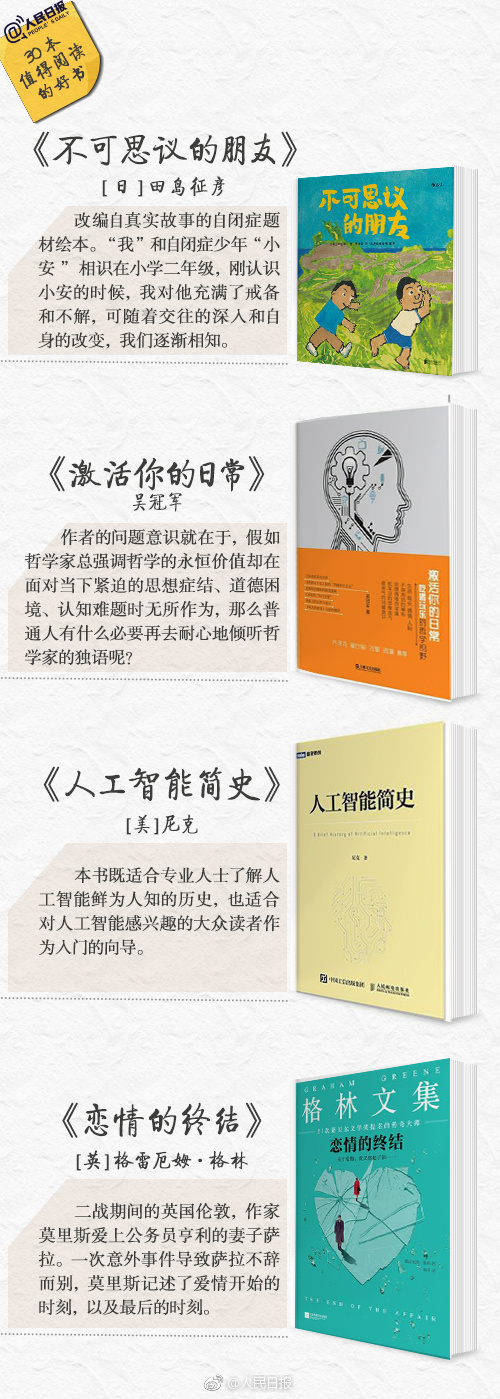 @人民日报
PEOPLE'S DAILY
30本
值得阅读
的好书
《不可思议的朋友》
[日]田岛征彦
改编自真实故事的自闭症题
材绘本。“我”和自闭症少年“小
安”相识在小学二年级，刚认识
小安的时候，我对他充满了戒备
和不解，可随着交往的深入和自
身的改变，我们逐渐相知。
不可思议
的朋友
《激活你的日常》
吴冠军
作者的问题意识就在于，假如
哲学家总强调哲学的永恒价值却在
面对当下紧迫的思想症结、道德困
境、认知难题时无所作为，那么普
通人有什么必要再去耐心地倾听哲
学家的独语呢?
激活你的日常
《人工智能简史》
[美]尼克
本书既适合专业人士了解人
工智能鲜为人知的历史，也适合
对人工智能感兴趣的大众读者作
为入门的向导。
人工智能简史
A Brief History of Artificial Intelligence
尼克 著
中国工信出版集团
人民邮电出版社
《恋情的终结》
[英]格雷厄姆·格林
二战期间的英国伦敦，作家
莫里斯爱上公务员亨利的妻子萨
拉。一次意外事件导致萨拉不辞
而别，莫里斯记述了爱情开始的
时刻，以及最后的时刻。
GRAHAM GREENE
格林文集
恋情的终结
THE END OF THE AFFAIR
@人民日报